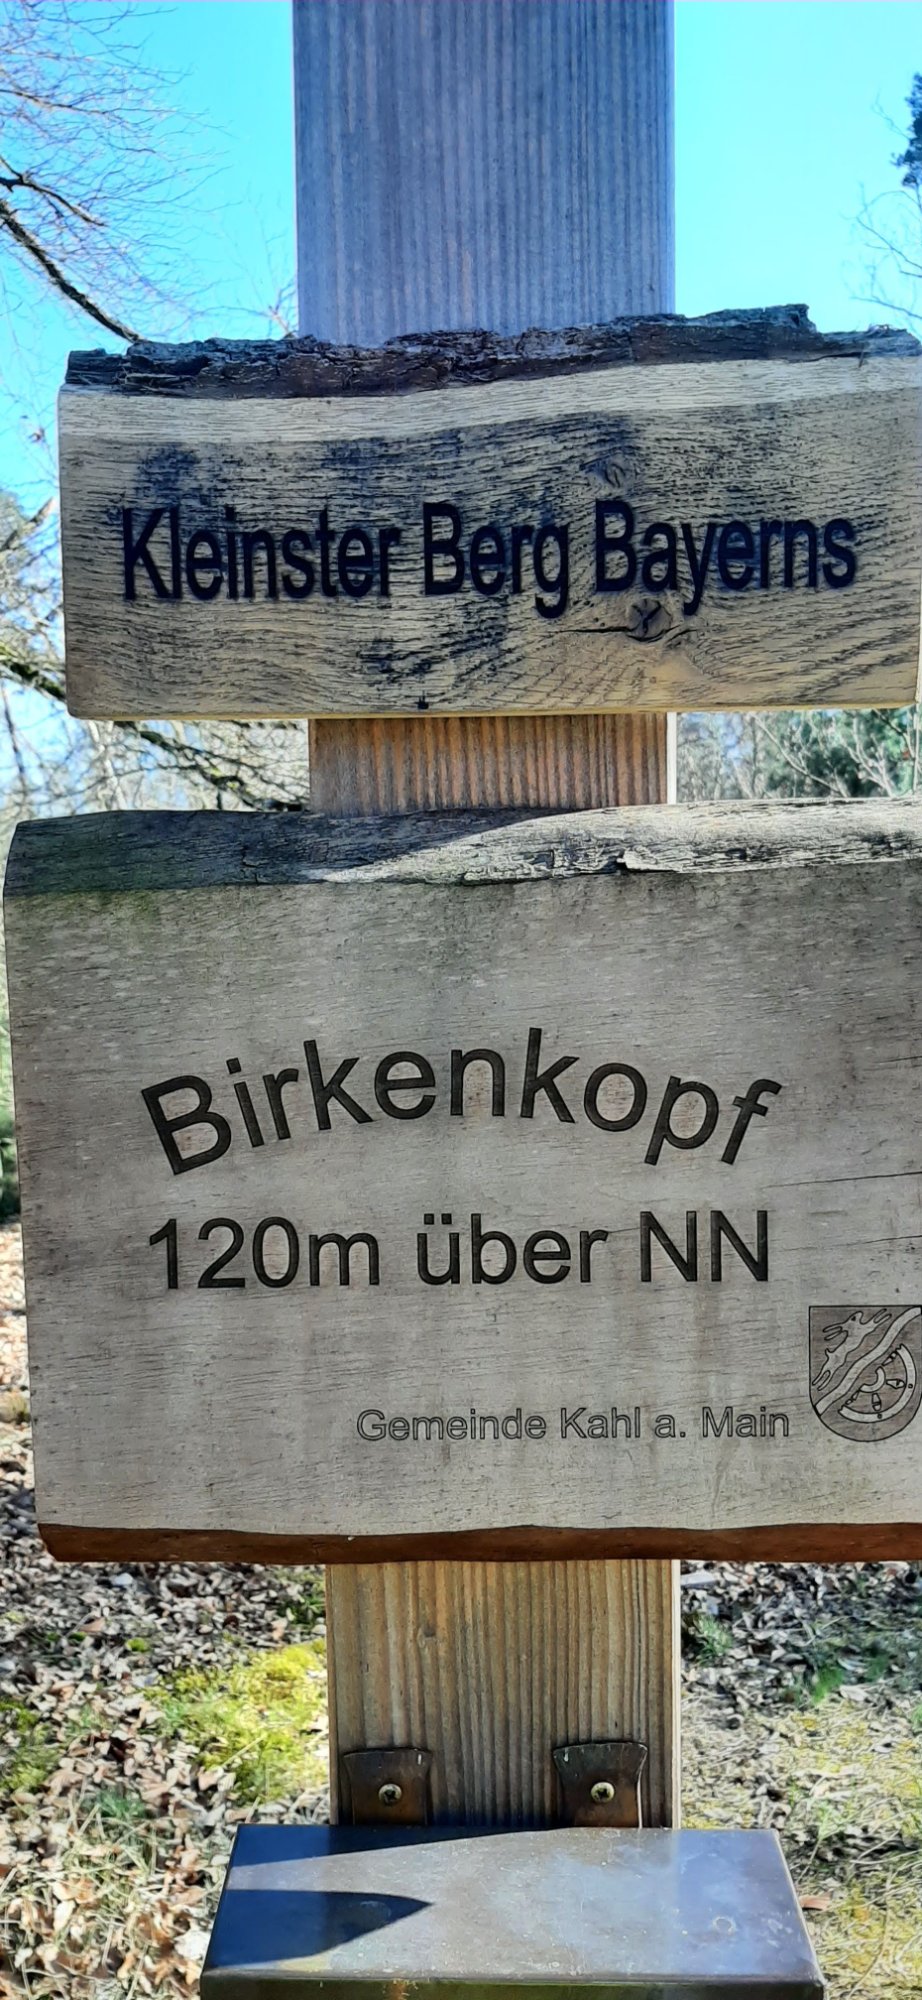 Kleinster Berg Bayerns
Birkenkopf
120m über NN
Gemeinde Kahl a. Main